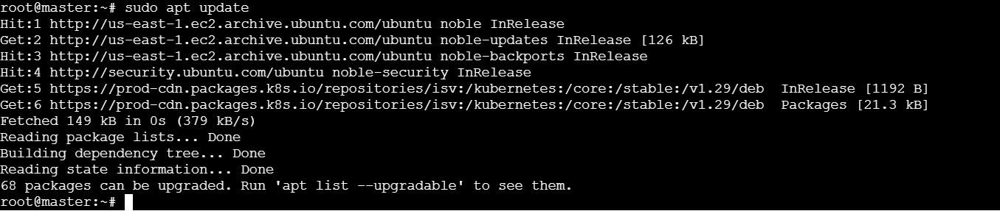 root@master:~# sudo apt update
Hit:1 http://us-east-1.ec2.archive.ubuntu.com/ubuntu noble InRelease
Get:2 http://us-east-1.ec2.archive.ubuntu.com/ubuntu noble-updates InRelease [126 kB]
Hit:3 http://us-east-1.ec2.archive.ubuntu.com/ubuntu noble-backports InRelease
Hit:4 http://security.ubuntu.com/ubuntu noble-security InRelease
Get:5 https://prod-cdn.packages.k8s.io/repositories/isv:/kubernetes:/core:/stable:/v1.29/deb  InRelease [1192 B]
Get:6 https://prod-cdn.packages.k8s.io/repositories/isv:/kubernetes:/core:/stable:/v1.29/deb  Packages [21.3 kB]
Fetched 149 kB in 0s (379 kB/s)
Reading package lists... Done
Building dependency tree... Done
Reading state information... Done
68 packages can be upgraded. Run 'apt list --upgradable' to see them.
root@master:~#